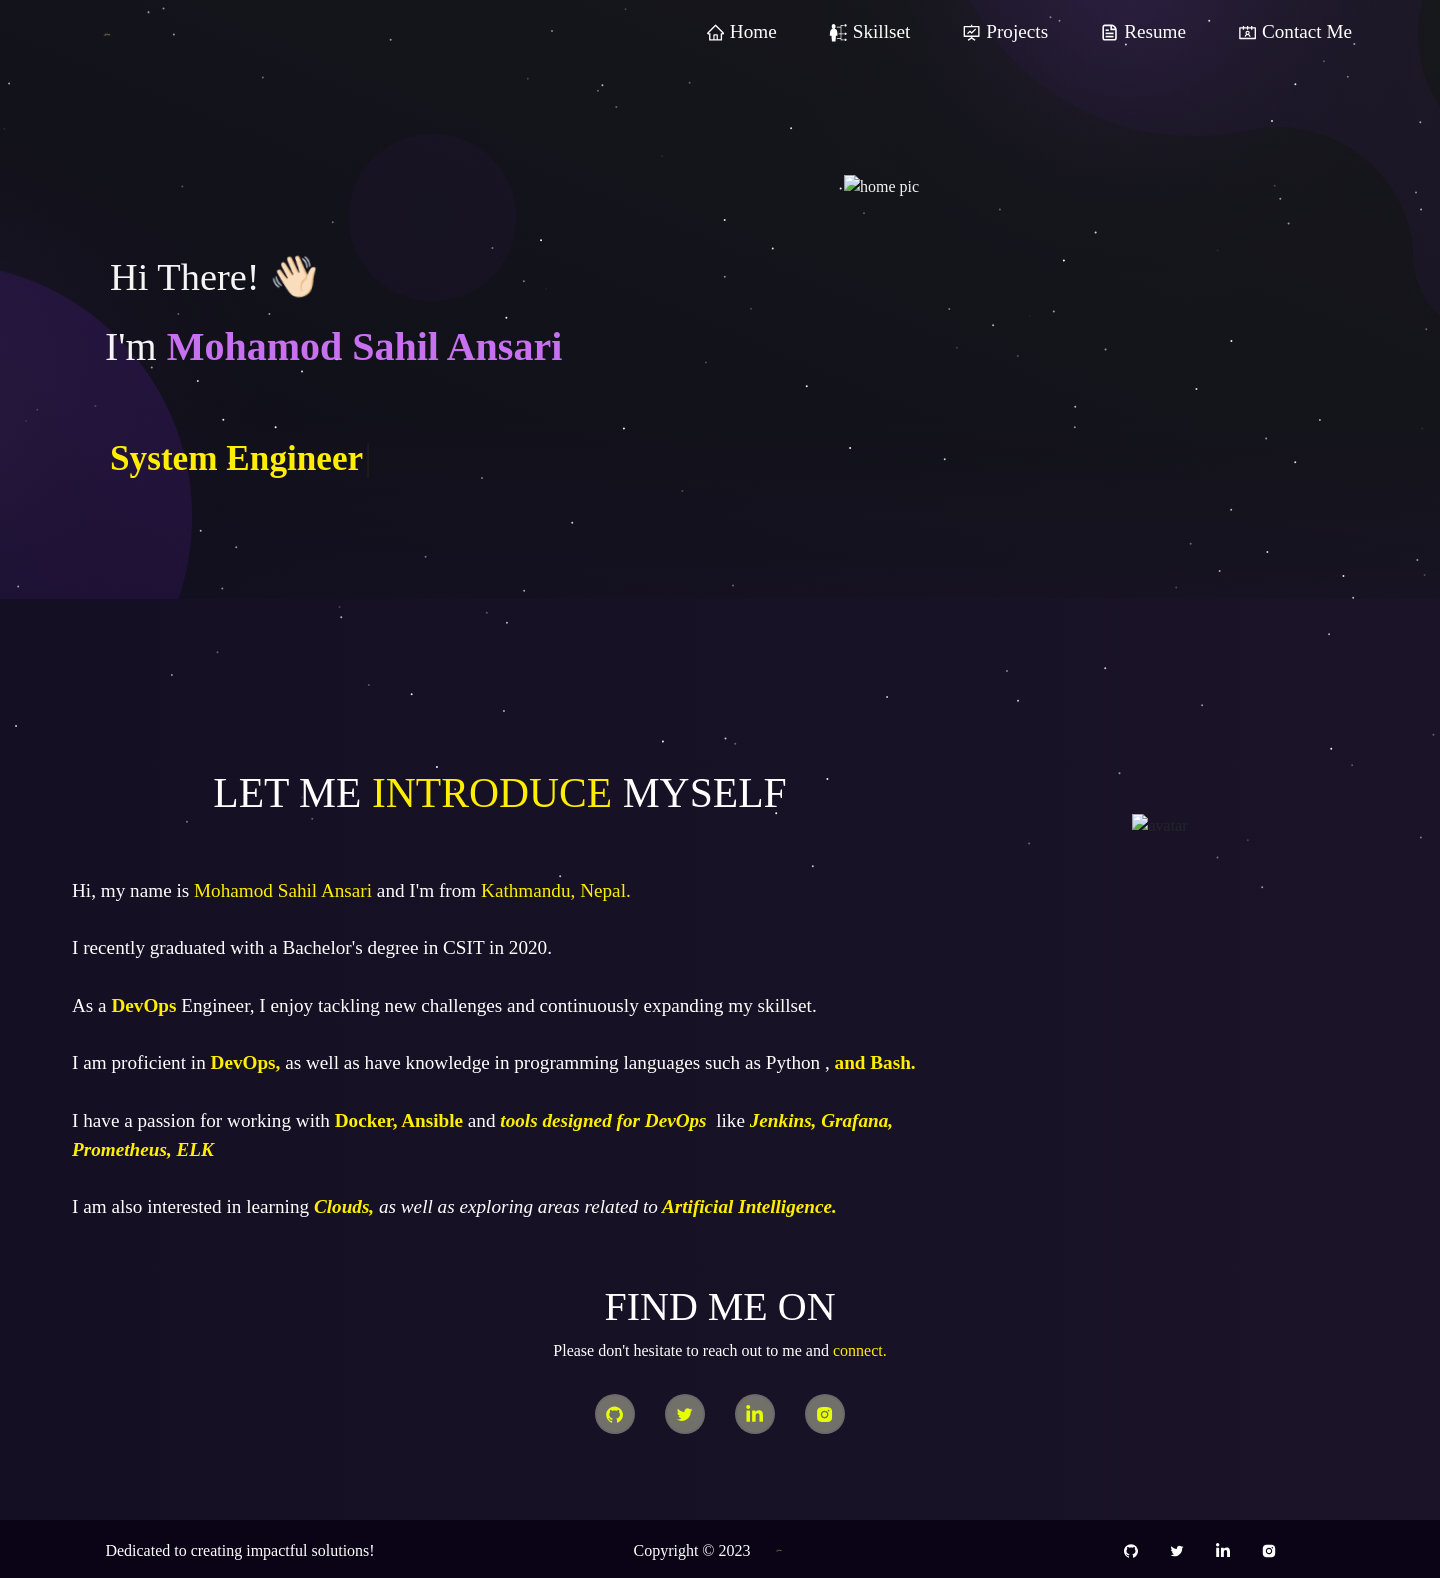 Home Skillset Projects Resume Contact Me
home pic
Hi There! 👋🏻
I'm Mohamod Sahil Ansari
System Engineer|
LET ME INTRODUCE MYSELF
avatar
Hi, my name is Mohamod Sahil Ansari and I'm from Kathmandu, Nepal.
I recently graduated with a Bachelor's degree in CSIT in 2020.
As a DevOps Engineer, I enjoy tackling new challenges and continuously expanding my skillset.
I am proficient in DevOps, as well as have knowledge in programming languages such as Python , and Bash.
I have a passion for working with Docker, Ansible and tools designed for DevOps like Jenkins, Grafana,
Prometheus, ELK
I am also interested in learning Clouds, as well as exploring areas related to Artificial Intelligence.
FIND ME ON
Please don't hesitate to reach out to me and connect.
Dedicated to creating impactful solutions! Copyright © 2023